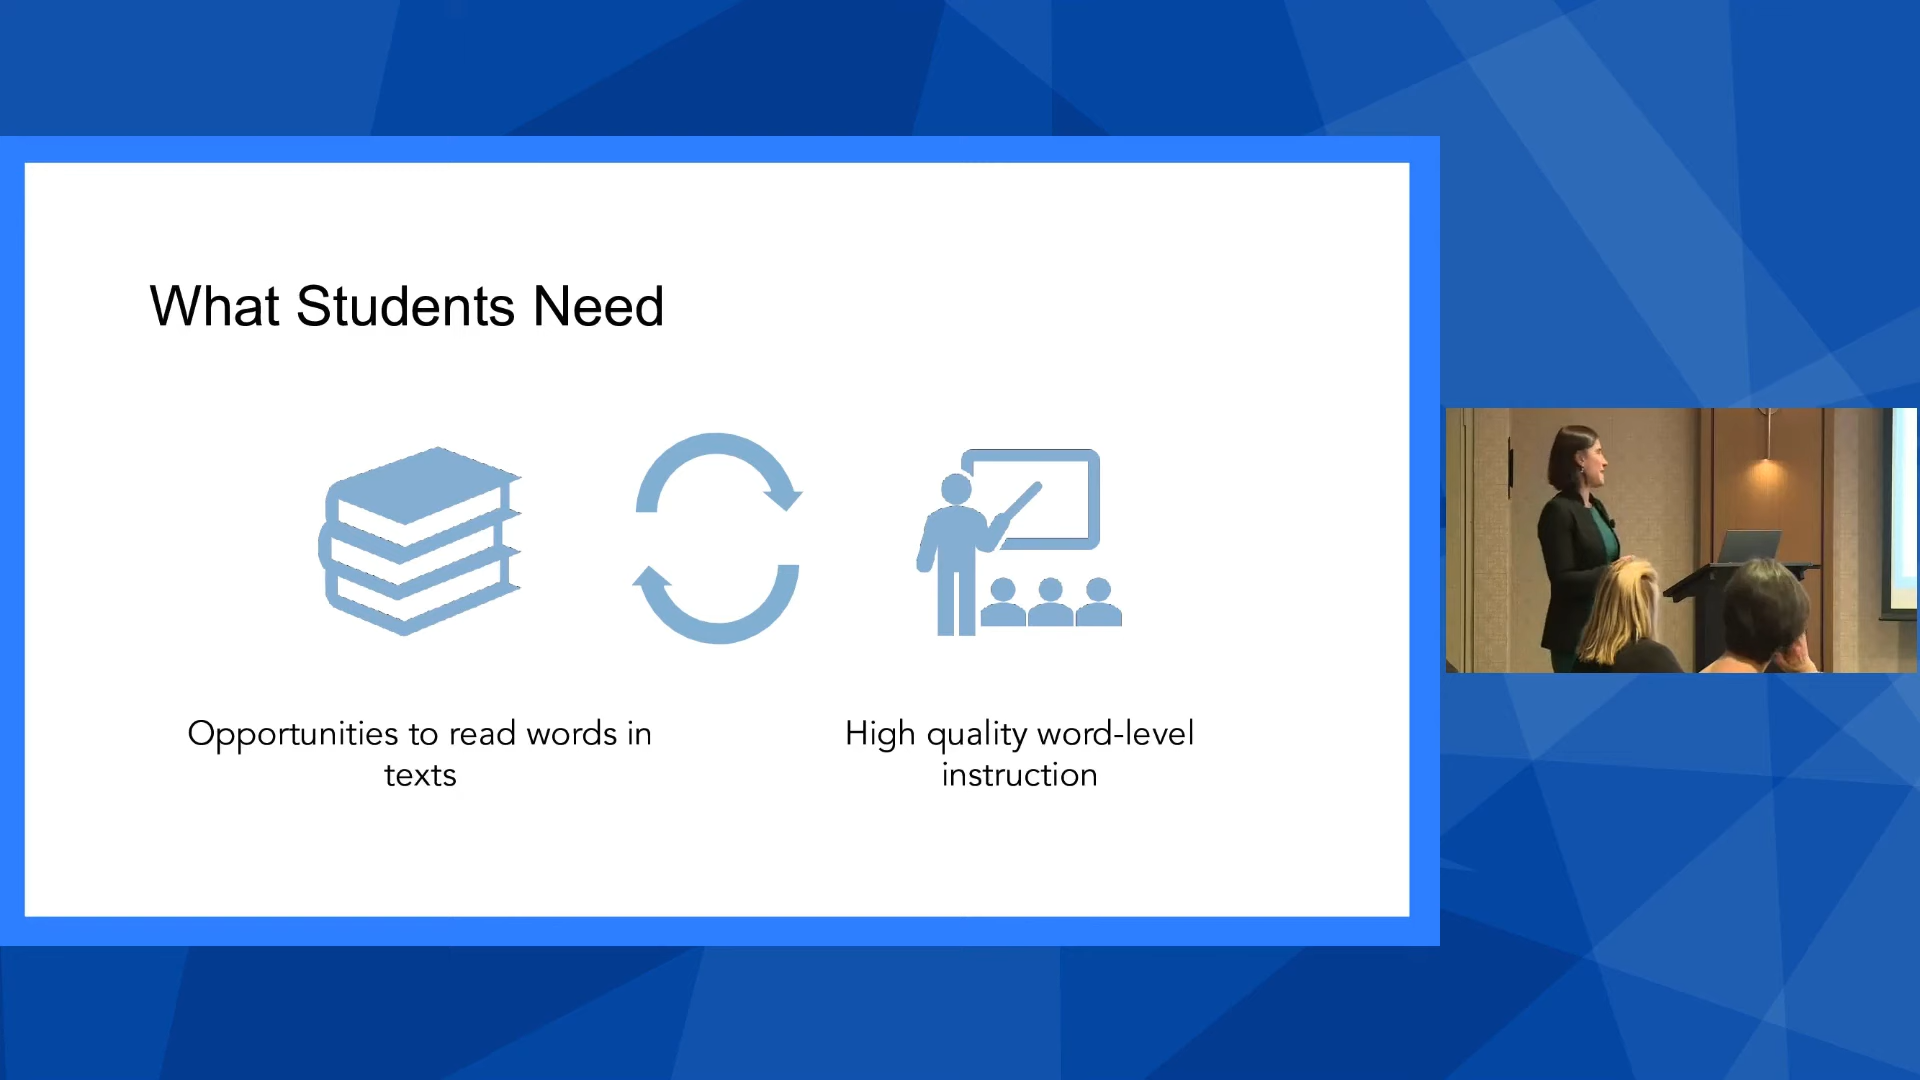 What Students Need
Opportunities to read words in
texts
High quality word-level
instruction